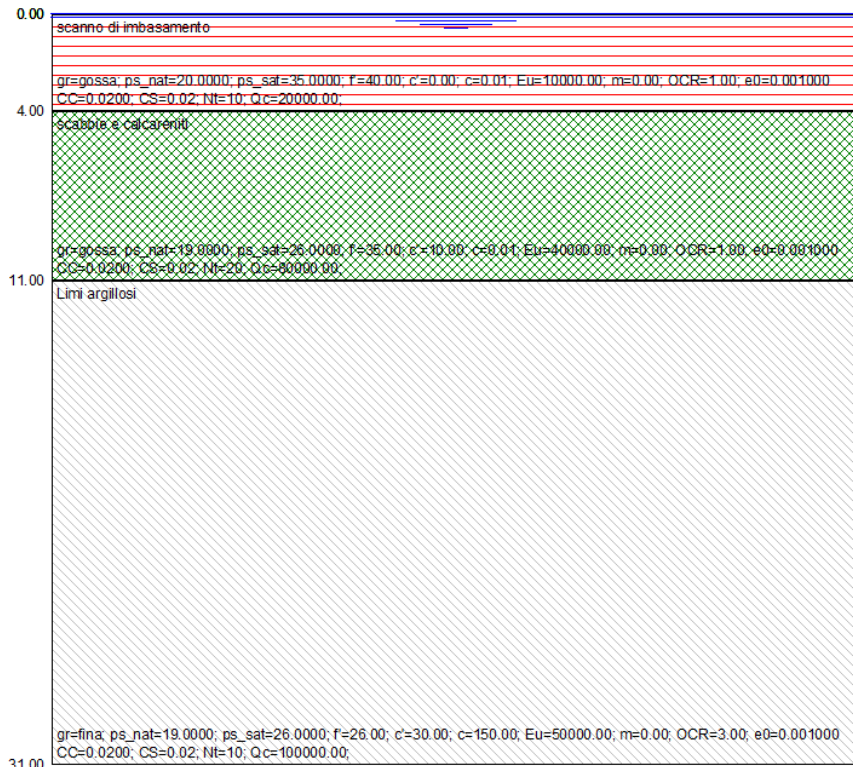 0.00
scanno di imbasamento
gr=gossa; ps_nat=20.0000; ps_sat=35.0000; f'=40.00; c'=0.00; c=0.01; Eu=10000.00; m=0.00; OCR=1.00; e0=0.001000
CC=0.0200; CS=0.02; Nt=10; Qc=20000.00;
4.00
scabbie e calcareniti
gr=gossa; ps_nat=19.0000; ps_sat=26.0000; f'=35.00; c'=10.00; c=0.01; Eu=40000.00; m=0.00; OCR=1.00; e0=0.001000
CC=0.0200; CS=0.02; Nt=20; Qc=80000.00;
11.00
Limi argillosi
gr=fina; ps_nat=19.0000; ps_sat=26.0000; f'=26.00; c'=30.00; c=150.00; Eu=50000.00; m=0.00; OCR=3.00; e0=0.001000
CC=0.0200; CS=0.02; Nt=10; Qc=100000.00;
31.00